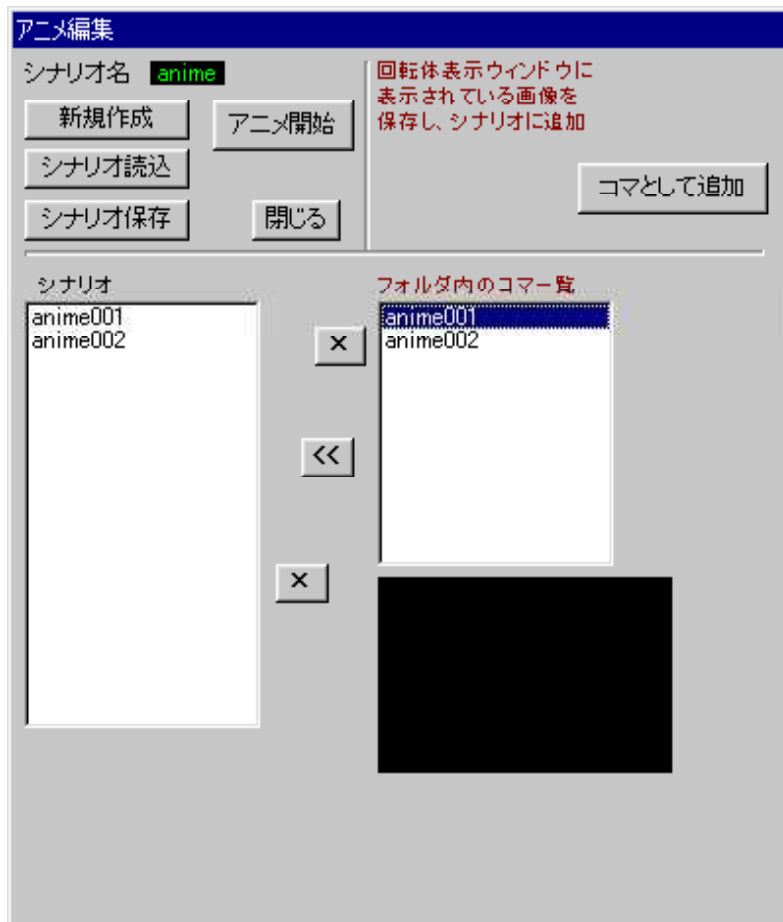 アニメ編集
シナリオ名 anime
新規作成
アニメ開始
シナリオ読込
シナリオ保存
閉じる
回転体表示ウィンドウに
表示されている画像を
保存し、シナリオに追加
コマとして追加
シナリオ
anime001
anime002
×
<<
×
フォルダ内のコマ一覧
anime001
anime002